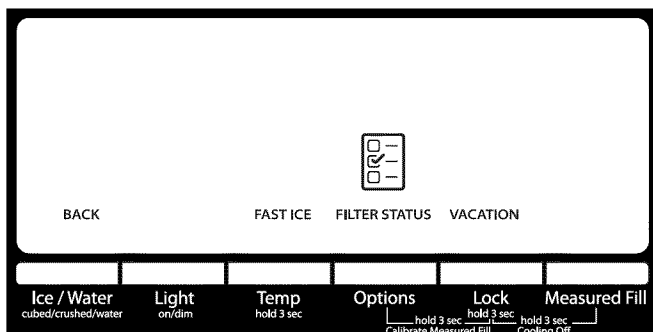 BACK FAST ICE FILTER STATUS VACATION
Ice / Water Light Temp Options Lock Measured Fill
cubed/crushed/water on/dim hold 3 sec hold 3 sec
hold 3 sec hold 3 sec
Calibrate Measured Fill Cooling Off